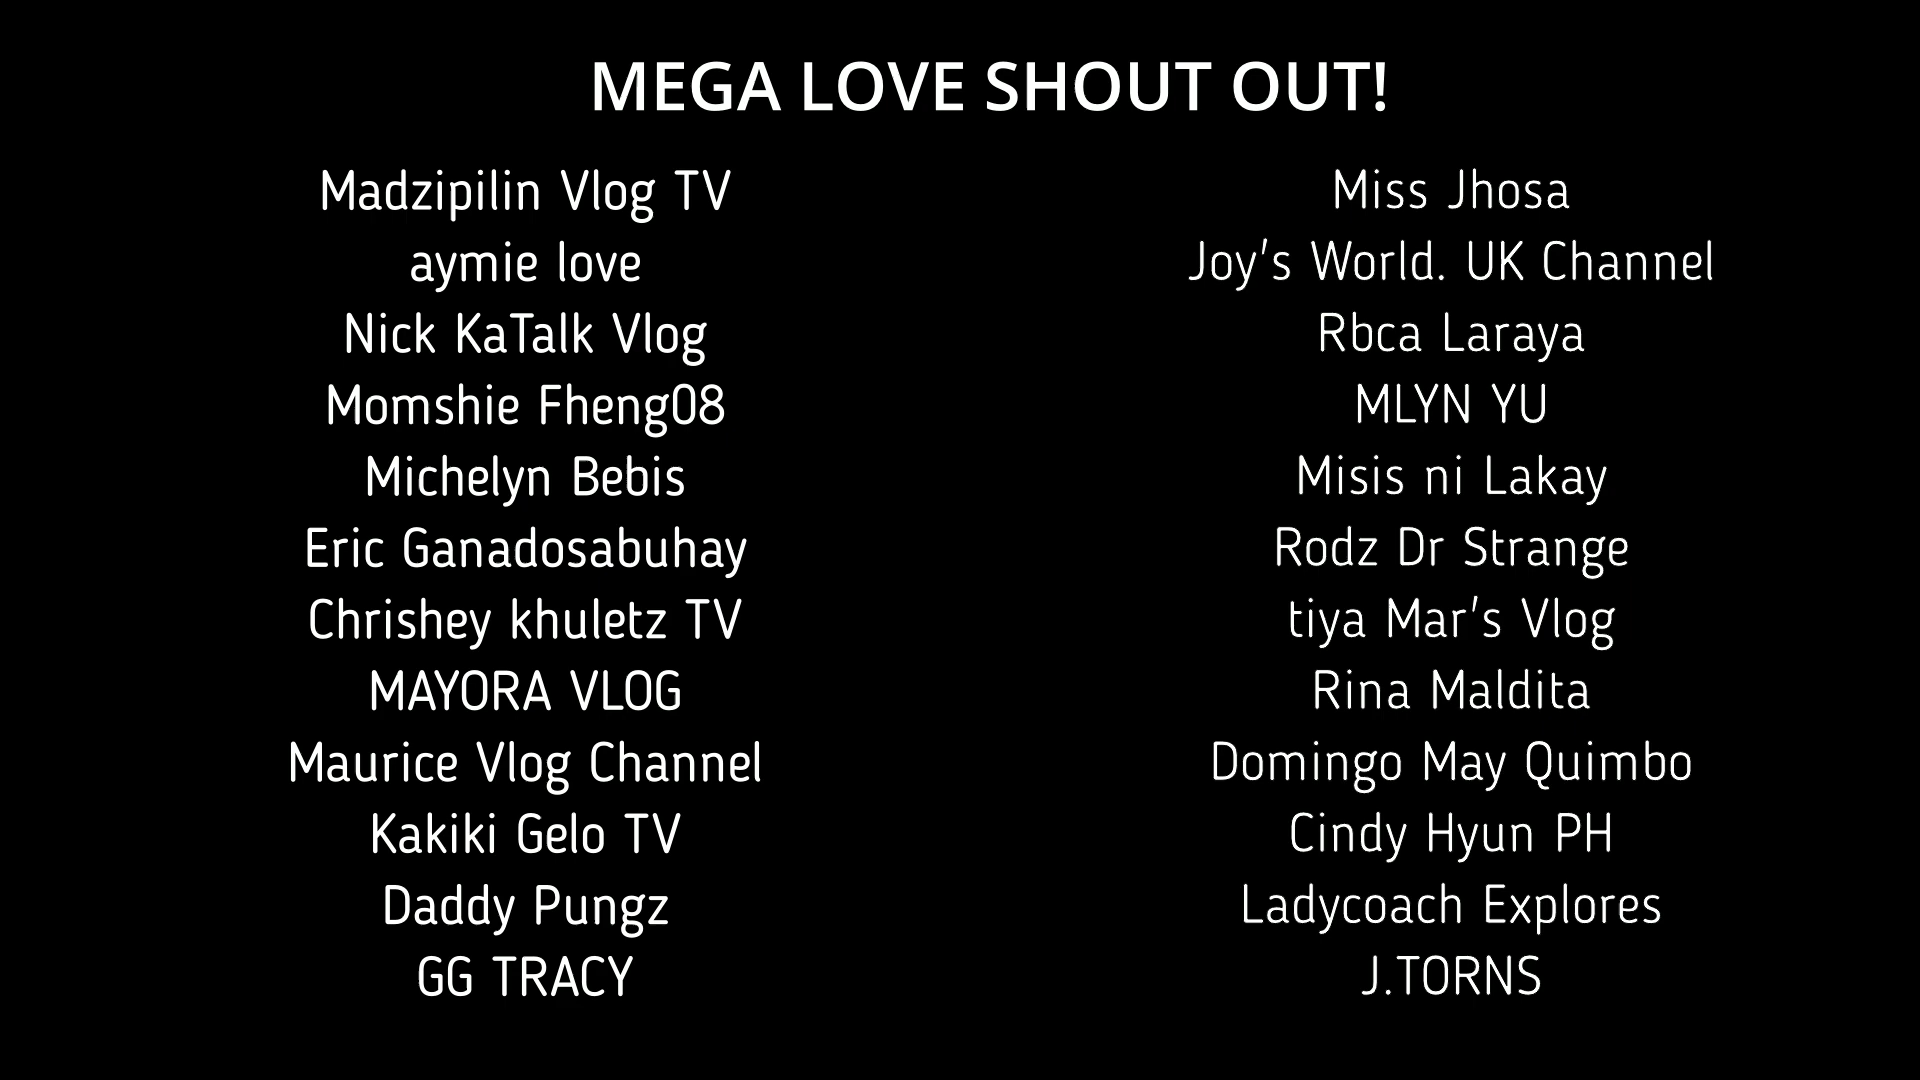 MEGA LOVE SHOUT OUT!
Madzipilin Vlog TV
aymie love
Nick KaTalk Vlog
Momshie Fheng08
Michelyn Bebis
Eric Ganadosabuhay
Chrishey khuletz TV
MAYORA VLOG
Maurice Vlog Channel
Kakiki Gelo TV
Daddy Pungz
GG TRACY
Miss Jhosa
Joy's World. UK Channel
Rbca Laraya
MLYN YU
Misis ni Lakay
Rodz Dr Strange
tiya Mar's Vlog
Rina Maldita
Domingo May Quimbo
Cindy Hyun PH
Ladycoach Explores
J.TORNS